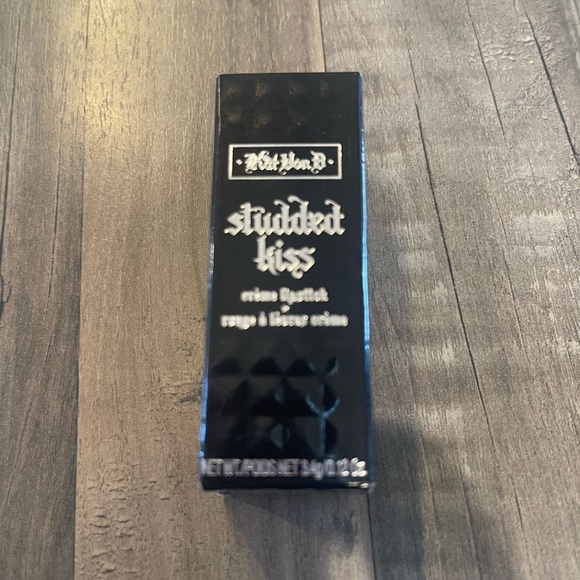 ·Kat Von D·
studded
kiss
crème lipstick
rouge à lèvres crème
NET WT./POIDS NET 3.4g 0.12 Oz.